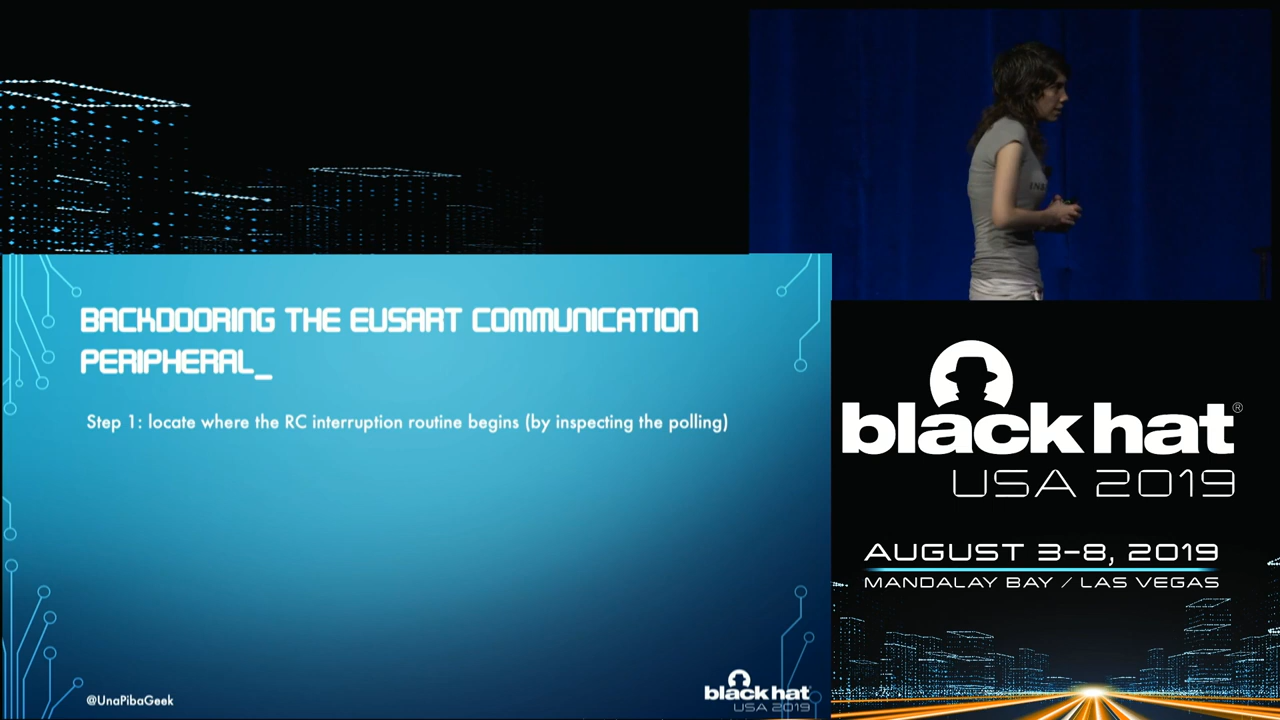 BACKDOORING THE EUSART COMMUNICATION
PERIPHERAL_
Step 1: locate where the RC interruption routine begins (by inspecting the polling)
@UnaPibaGeek
black hat
USA 2019
black hat®
USA 2019
AUGUST 3-8, 2019
MANDALAY BAY / LAS VEGAS